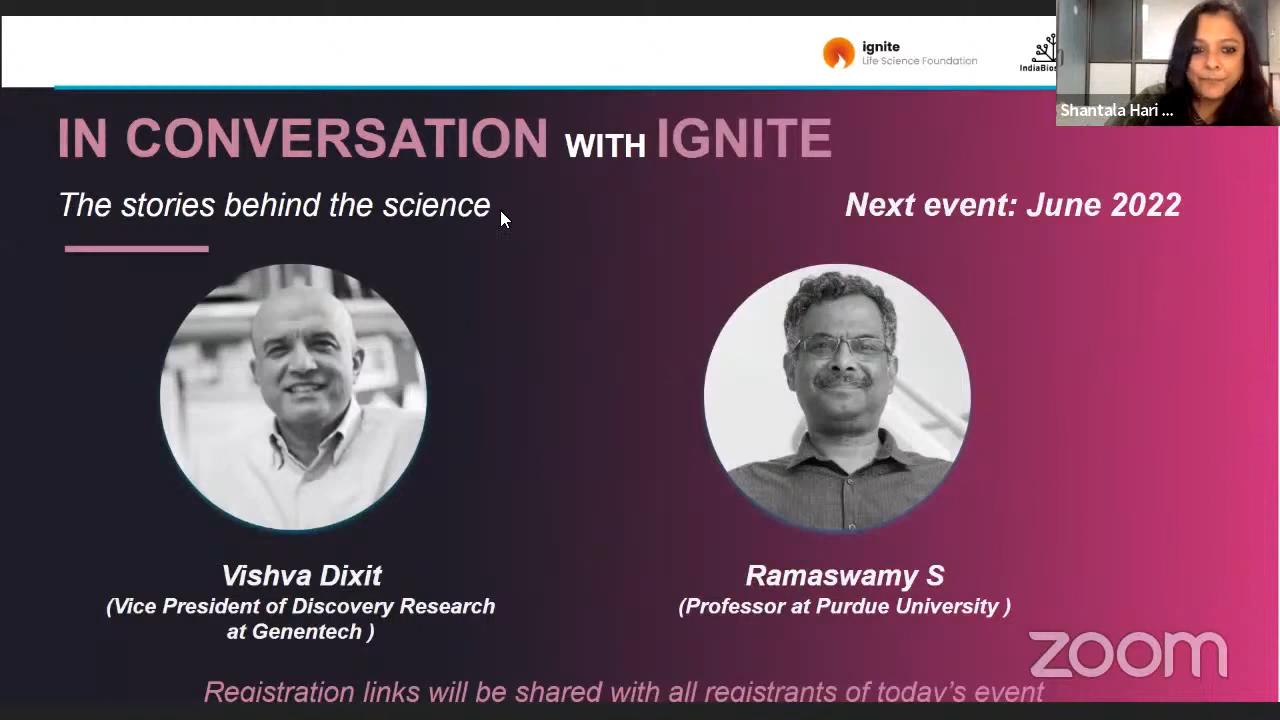 ignite
Life Science Foundation
IndiaBios
Shantala Hari ...
IN CONVERSATION WITH IGNITE
The stories behind the science
Next event: June 2022
Vishva Dixit
(Vice President of Discovery Research
at Genentech )
Ramaswamy S
(Professor at Purdue University )
zoom
Registration links will be shared with all registrants of today's event